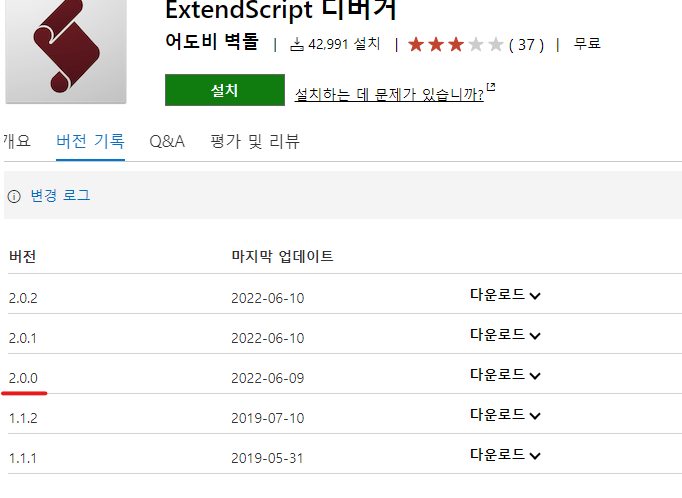 ExtendScript 디버거
어도비 벽돌 | 42,991 설치 | ( 37 ) | 무료
설치 설치하는 데 문제가 있습니까?
개요 버전 기록 Q&A 평가 및 리뷰
변경 로그
버전 마지막 업데이트
2.0.2 2022-06-10 다운로드
2.0.1 2022-06-10 다운로드
2.0.0 2022-06-09 다운로드
1.1.2 2019-07-10 다운로드
1.1.1 2019-05-31 다운로드